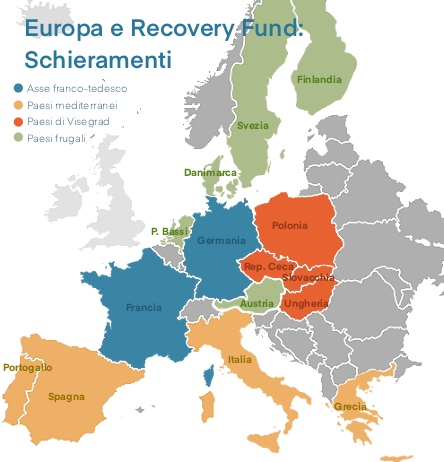 Europa e Recovery Fund:
Schieramenti
Asse franco-tedesco
Paesi mediterranei
Paesi di Visegrad
Paesi frugali
Finlandia
Svezia
Danimarca
P. Bassi
Germania
Polonia
Rep. Ceca
Slovacchia
Francia
Austria
Ungheria
Italia
Portogallo
Spagna
Grecia